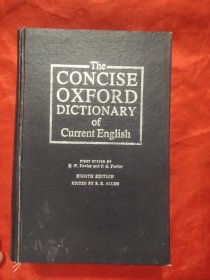 The
CONCISE
OXFORD
DICTIONARY
of
Current English
FIRST EDITED BY
H. W. Fowler and F. G. Fowler
EIGHTH EDITION
EDITED BY R. E. ALLEN